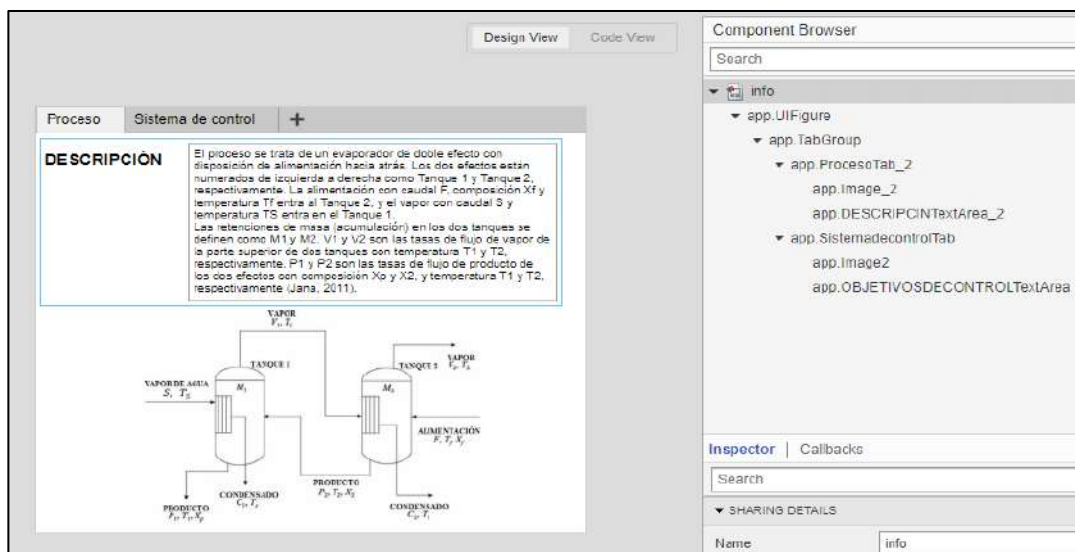 Design View
Code View
Component Browser
Search
info
app.UIFigure
app.TabGroup
app.ProcesoTab_2
app.Image_2
app.DESCRIPCINTextArea_2
app.SistemadecontrolTab
app.Image2
app.OBJETIVOSDECONTROLTextArea
Proceso
Sistema de control
+
DESCRIPCIÓN
El proceso se trata de un evaporador de doble efecto con
disposición de alimentación hacia atrás. Los dos efectos están
numerados de izquierda a derecha como Tanque 1 y Tanque 2,
respectivamente. La alimentación con caudal F, composición Xf y
temperatura Tf entra al Tanque 2, y el vapor con caudal S y
temperatura TS entra en el Tanque 1.
Las retenciones de masa (acumulación) en los dos tanques se
definen como M1 y M2. V1 y V2 son las tasas de flujo de vapor de
la parte superior de dos tanques con temperatura T1 y T2,
respectivamente. P1 y P2 son las tasas de flujo de producto de
los dos efectos con composición Xp y X2, y temperatura T1 y T2,
respectivamente (Jana, 2011).
VAPOR
TANQUE 1
TANQUE 2
VAPOR
VAPOR DE AGUA
S, T_S
ALIMENTACIÓN
PRODUCTO
P_2, T_2, X_2
CONDENSADO
PRODUCTO
CONDENSADO
Inspector | Callbacks
Search
SHARING DETAILS
Name
info